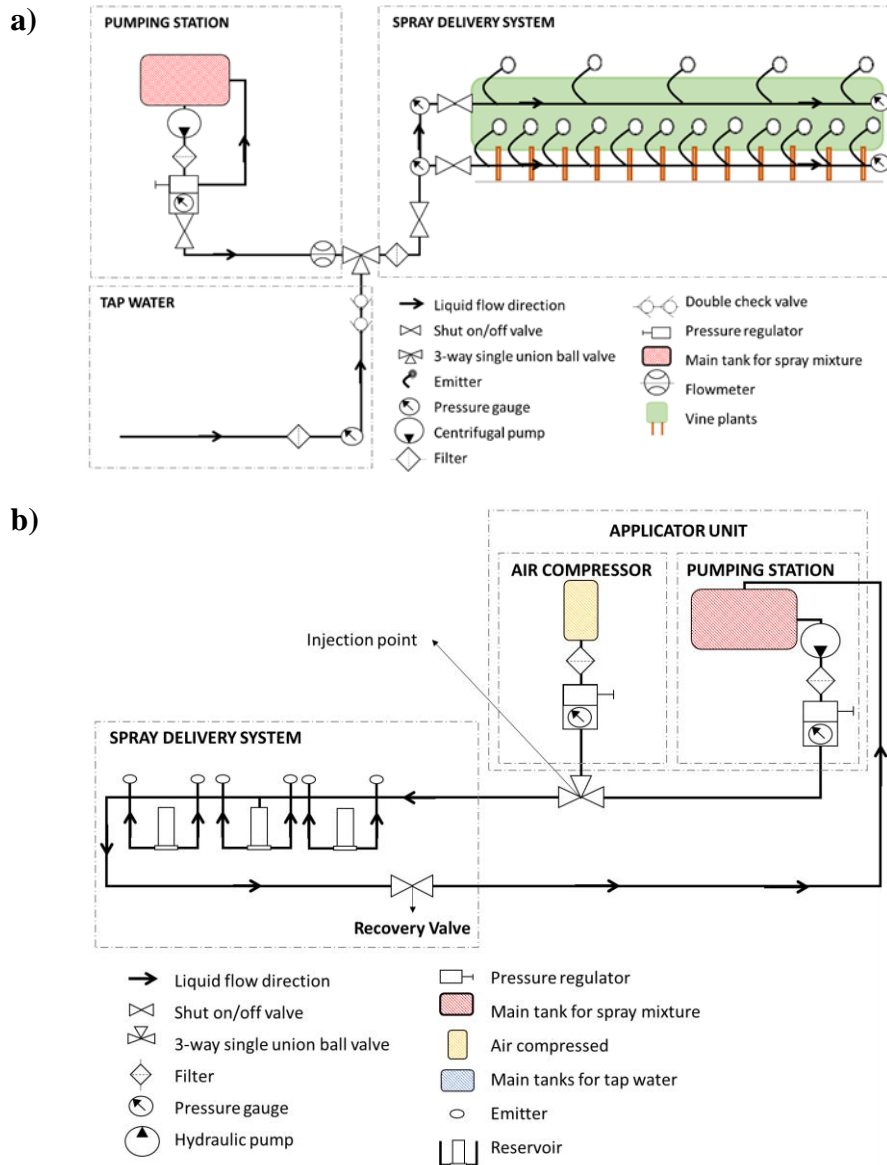 a)
PUMPING STATION
SPRAY DELIVERY SYSTEM
TAP WATER
Liquid flow direction
Shut on/off valve
3-way single union ball valve
Emitter
Pressure gauge
Centrifugal pump
Filter
Double check valve
Pressure regulator
Main tank for spray mixture
Flowmeter
Vine plants
b)
APPLICATOR UNIT
AIR COMPRESSOR
PUMPING STATION
Injection point
SPRAY DELIVERY SYSTEM
Recovery Valve
Liquid flow direction
Shut on/off valve
3-way single union ball valve
Filter
Pressure gauge
Hydraulic pump
Pressure regulator
Main tank for spray mixture
Air compressed
Main tanks for tap water
Emitter
Reservoir